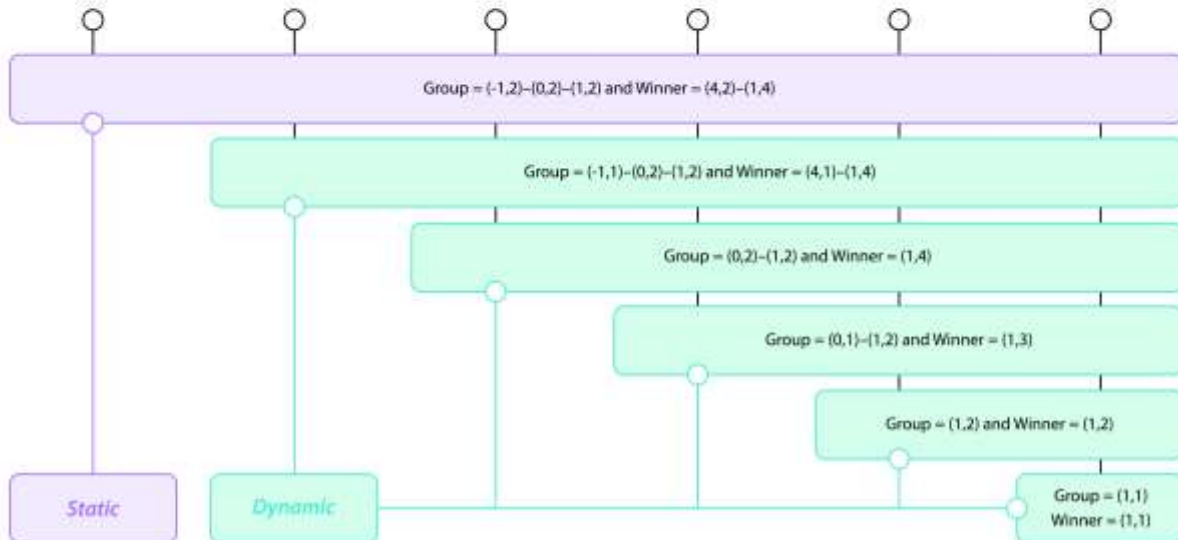 Group = (-1,2)–(0,2)–(1,2) and Winner = (4,2)–(1,4)
Group = (-1,1)–(0,2)–(1,2) and Winner = (4,1)–(1,4)
Group = (0,2)–(1,2) and Winner = (1,4)
Group = (0,1)–(1,2) and Winner = (1,3)
Group = (1,2) and Winner = (1,2)
Static
Dynamic
Group = (1,1)
Winner = (1,1)